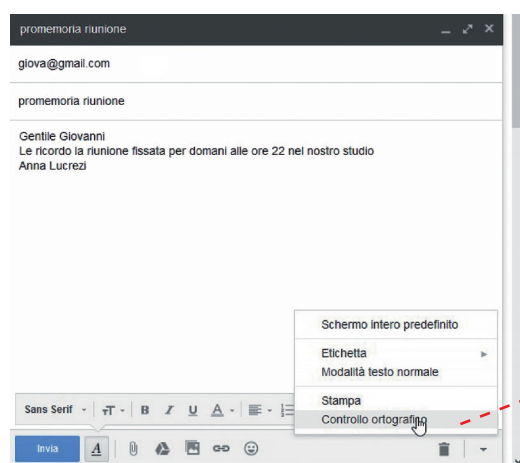 promemoria riunione
giova@gmail.com
promemoria riunione
Gentile Giovanni
Le ricordo la riunione fissata per domani alle ore 22 nel nostro studio
Anna Lucrezi
Schermo intero predefinito
Etichetta
Modalità testo normale
Stampa
Controllo ortografico
Sans Serif
Invia